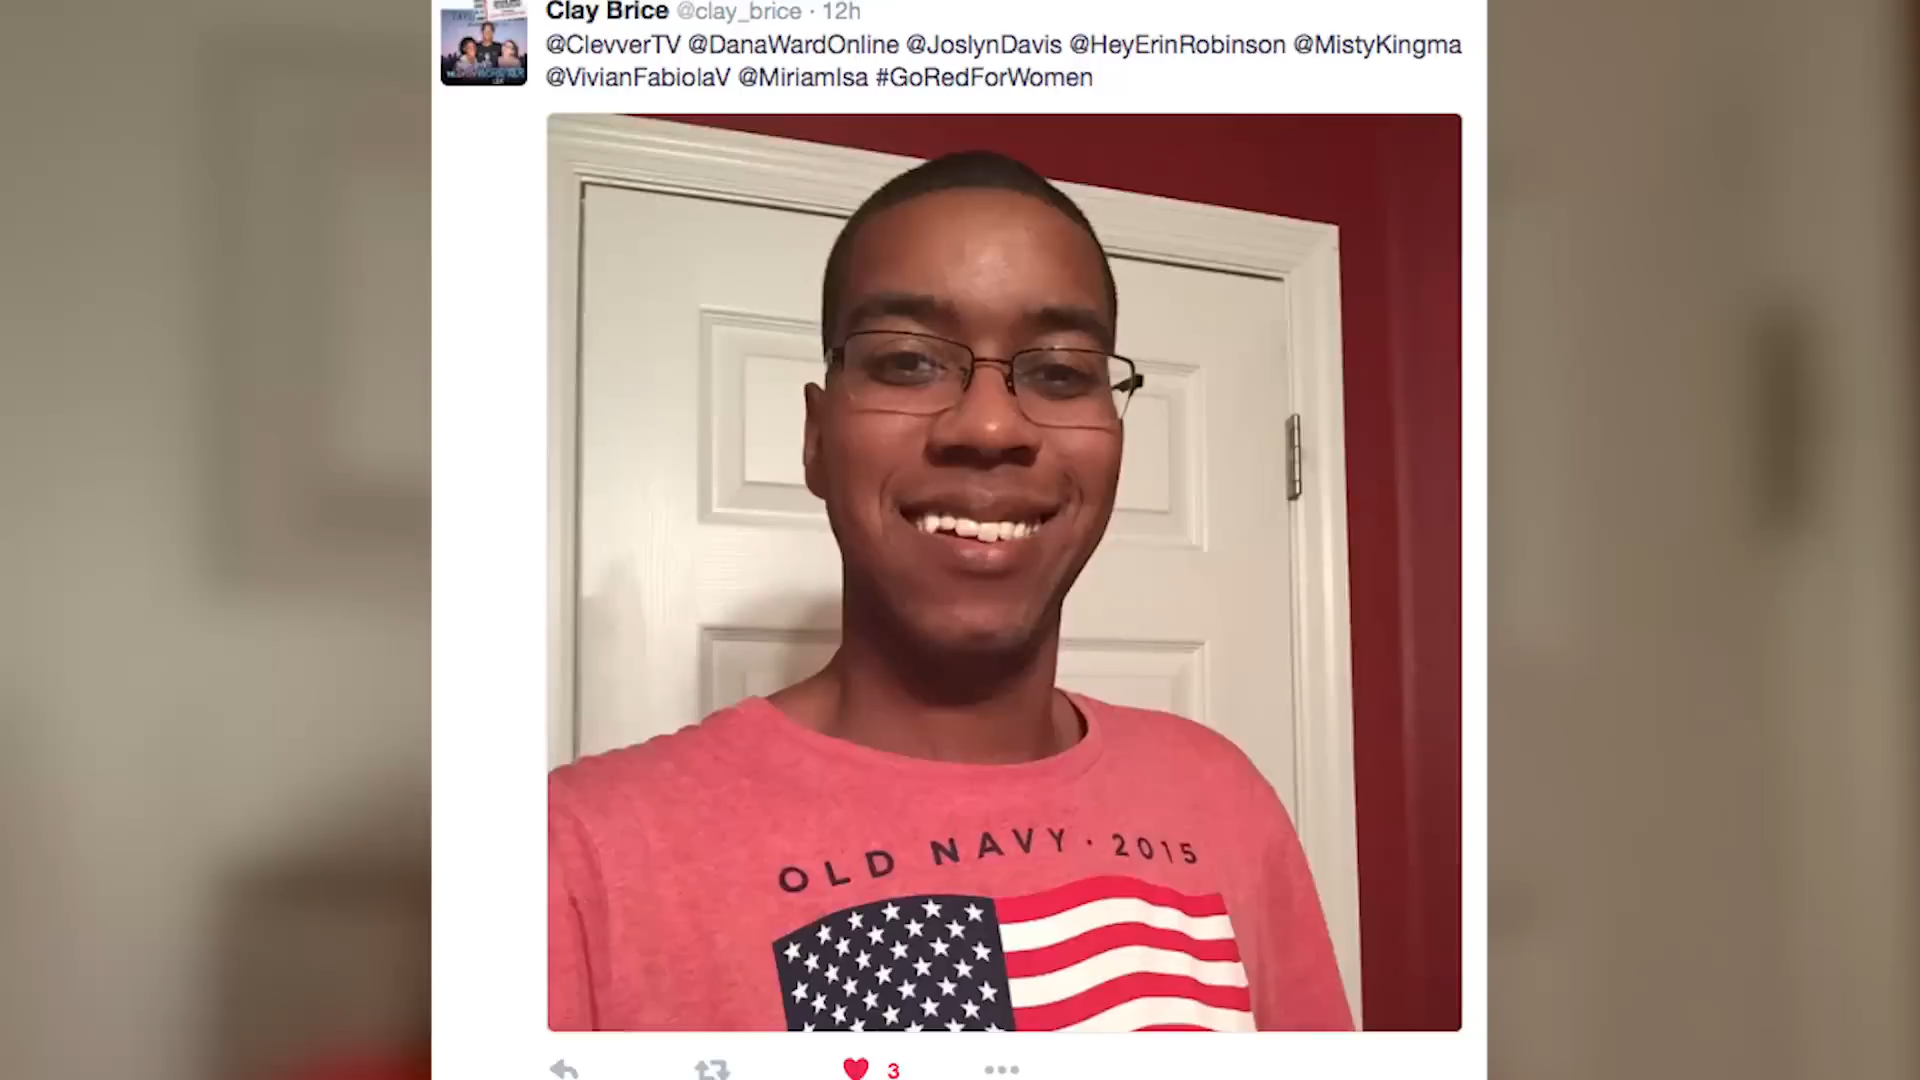 Clay Brice @clay_brice · 12h
@ClevverTV @DanaWardOnline @JoslynDavis @HeyErinRobinson @MistyKingma
@VivianFabiolaV @MiriamIsa #GoRedForWomen
OLD NAVY · 2015
3